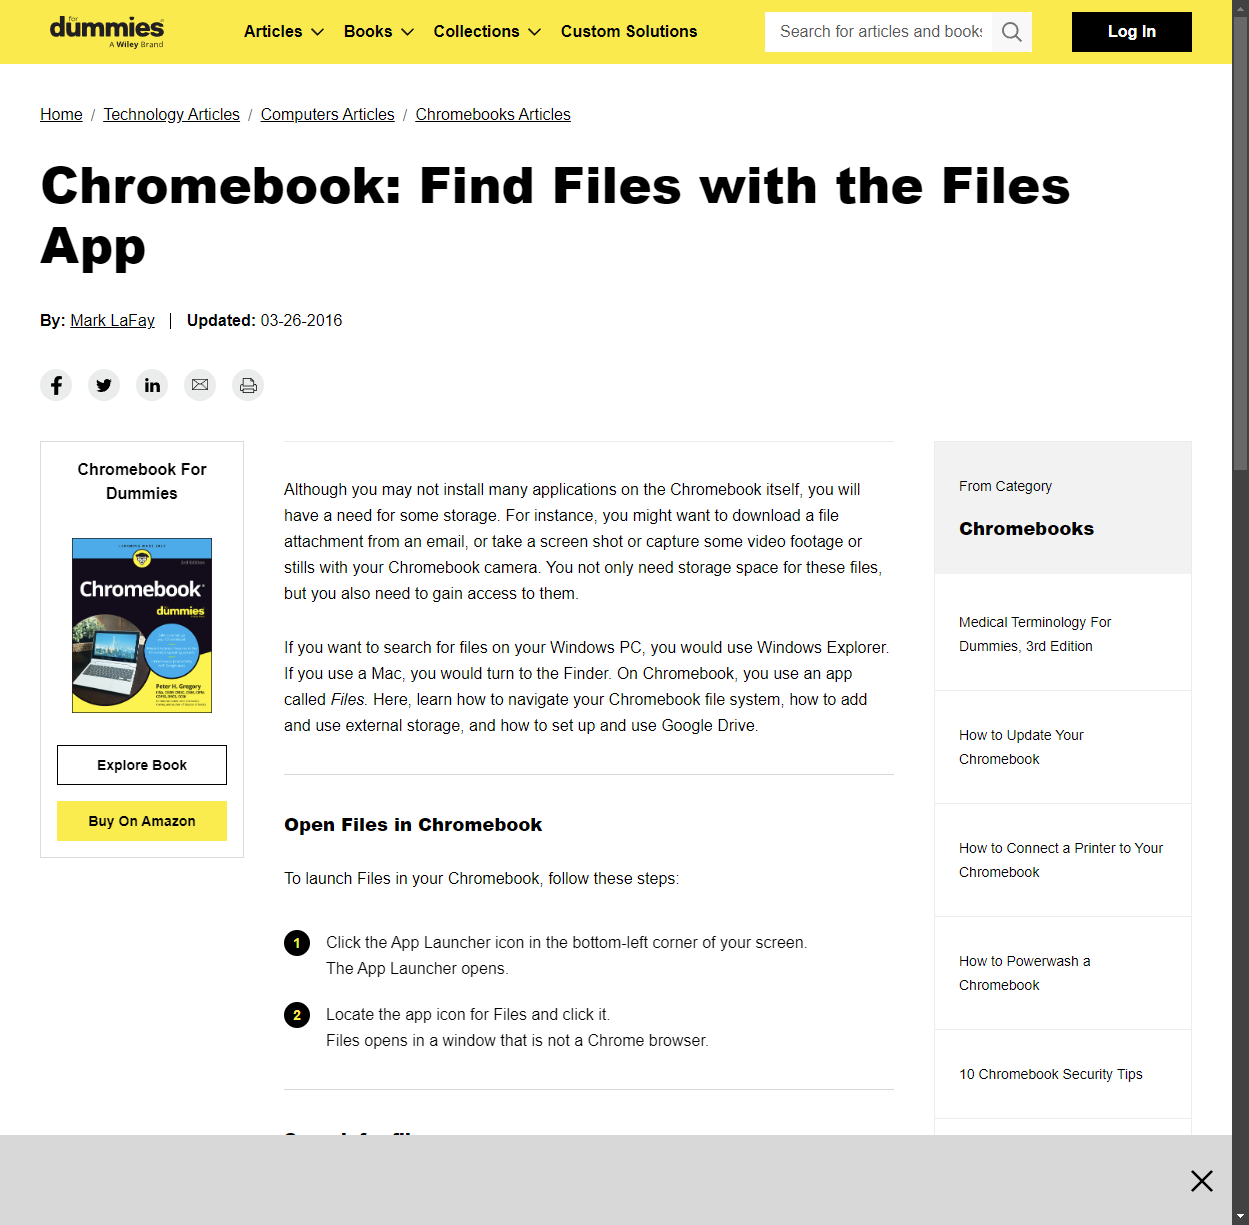 for
dummies
A Wiley Brand
Articles
Books
Collections
Custom Solutions
Search for articles and books
Log In
Home / Technology Articles / Computers Articles / Chromebooks Articles
Chromebook: Find Files with the Files
App
By: Mark LaFay | Updated: 03-26-2016
Chromebook For
Dummies
Chromebook
dummies
Peter H. Gregory
Explore Book
Buy On Amazon
Although you may not install many applications on the Chromebook itself, you will
have a need for some storage. For instance, you might want to download a file
attachment from an email, or take a screen shot or capture some video footage or
stills with your Chromebook camera. You not only need storage space for these files,
but you also need to gain access to them.
If you want to search for files on your Windows PC, you would use Windows Explorer.
If you use a Mac, you would turn to the Finder. On Chromebook, you use an app
called Files. Here, learn how to navigate your Chromebook file system, how to add
and use external storage, and how to set up and use Google Drive.
Open Files in Chromebook
To launch Files in your Chromebook, follow these steps:
1 Click the App Launcher icon in the bottom-left corner of your screen.
The App Launcher opens.
2 Locate the app icon for Files and click it.
Files opens in a window that is not a Chrome browser.
From Category
Chromebooks
Medical Terminology For
Dummies, 3rd Edition
How to Update Your
Chromebook
How to Connect a Printer to Your
Chromebook
How to Powerwash a
Chromebook
10 Chromebook Security Tips